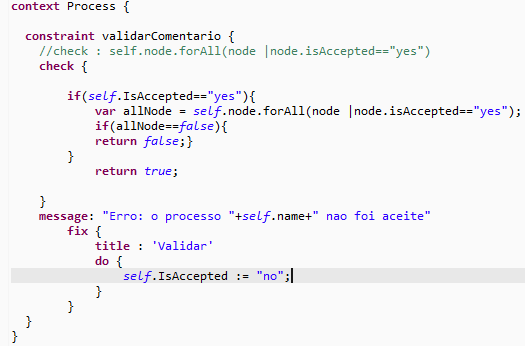 context Process {
constraint validarComentario {
//check : self.node.forAll(node |node.isAccepted=="yes")
check {
if(self.IsAccepted=="yes"){
var allNode = self.node.forAll(node |node.isAccepted=="yes");
if(allNode==false){
return false;}
}
return true;
}
message: "Erro: o processo "+self.name+" nao foi aceite"
fix {
title : 'Validar'
do {
self.IsAccepted := "no";
}
}
}
}